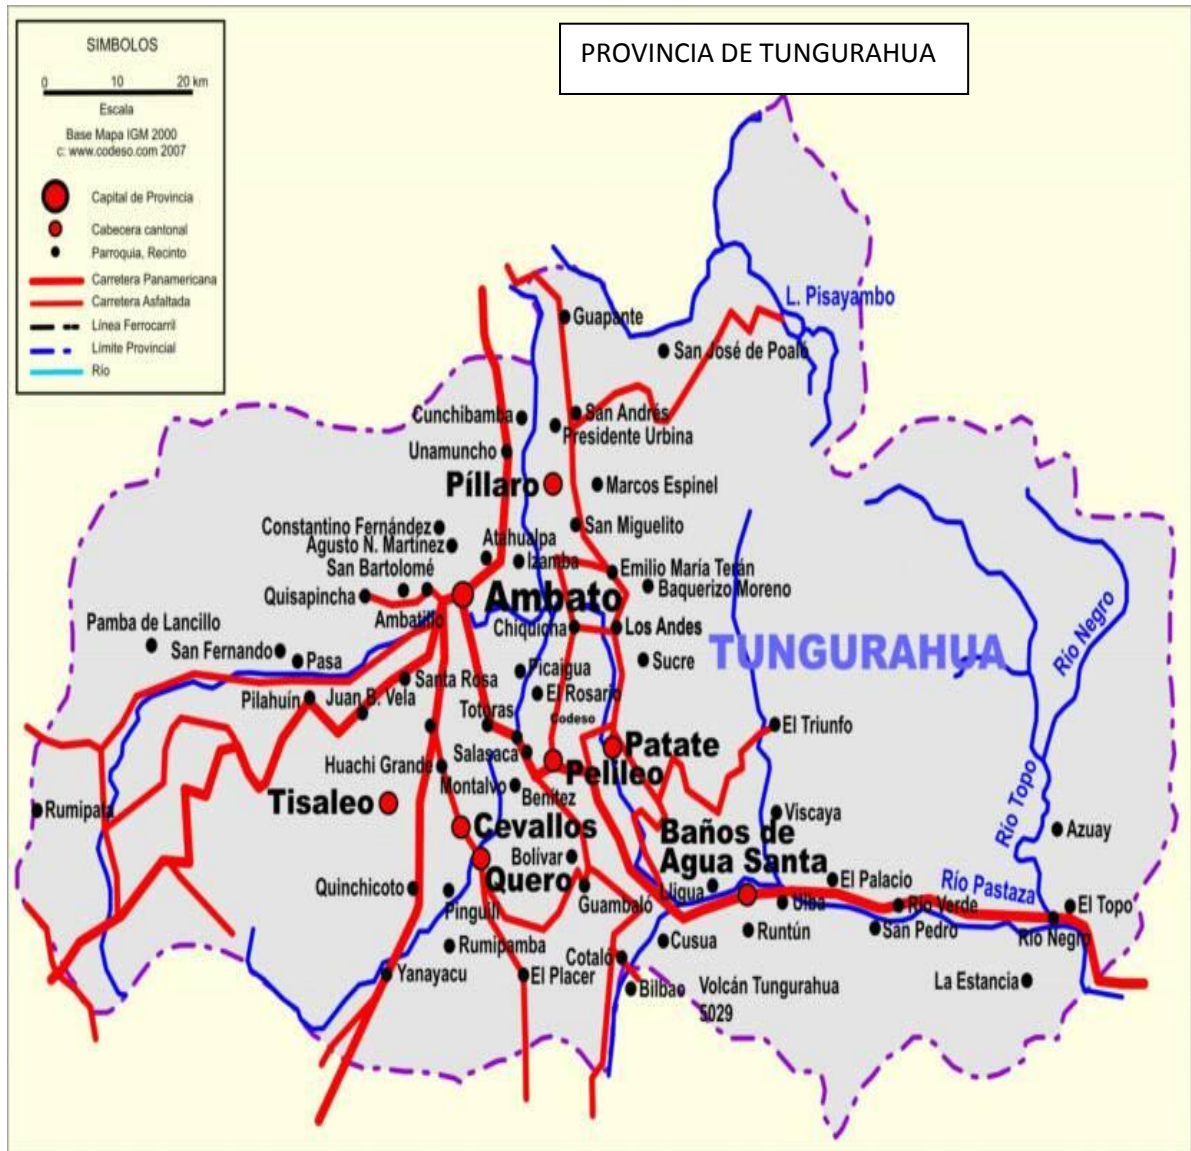 PROVINCIA DE TUNGURAHUA
SIMBOLOS
0 10 20 km
Escala
Base Mapa IGM 2000
c: www.codeso.com 2007
Capital de Provincia
Cabecera cantonal
Parroquia, Recinto
Carretera Panamericana
Carretera Asfaltada
Línea Ferrocarril
Límite Provincial
Río
L. Pisayambo
Guapante
San José de Poaló
Cunchibamba
San Andrés
Presidente Urbina
Unamuncho
Píllaro
Marcos Espinel
Constantino Fernández
San Miguelito
Agusto N. Martínez
Atahualpa
Izamba
San Bartolomé
Emilio María Terán
Quisapincha
Ambato
Baquerizo Moreno
Ambatillo
Pamba de Lancillo
Chiquicha
Los Andes
San Fernando
Pasa
TUNGURAHUA
Río Negro
Sucre
Picaigua
Santa Rosa
Pilahuín
Juan B. Vela
El Rosario
Totoras
Codeso
El Triunfo
Patate
Salasaca
Huachi Grande
Pelileo
Montalvo
Benítez
Tisaleo
Rumipata
Río Topo
Viscaya
Cevallos
Baños de
Agua Santa
Azuay
Bolívar
Quero
Quinchicoto
Pinguili
Guambaló
Lligua
El Palacio
Río Pastaza
Ulba
Río Verde
El Topo
Runtún
San Pedro
Río Negro
Rumipamba
Cusua
Cotaló
Yanayacu
El Placer
Bilbao
Volcán Tungurahua
5029
La Estancia